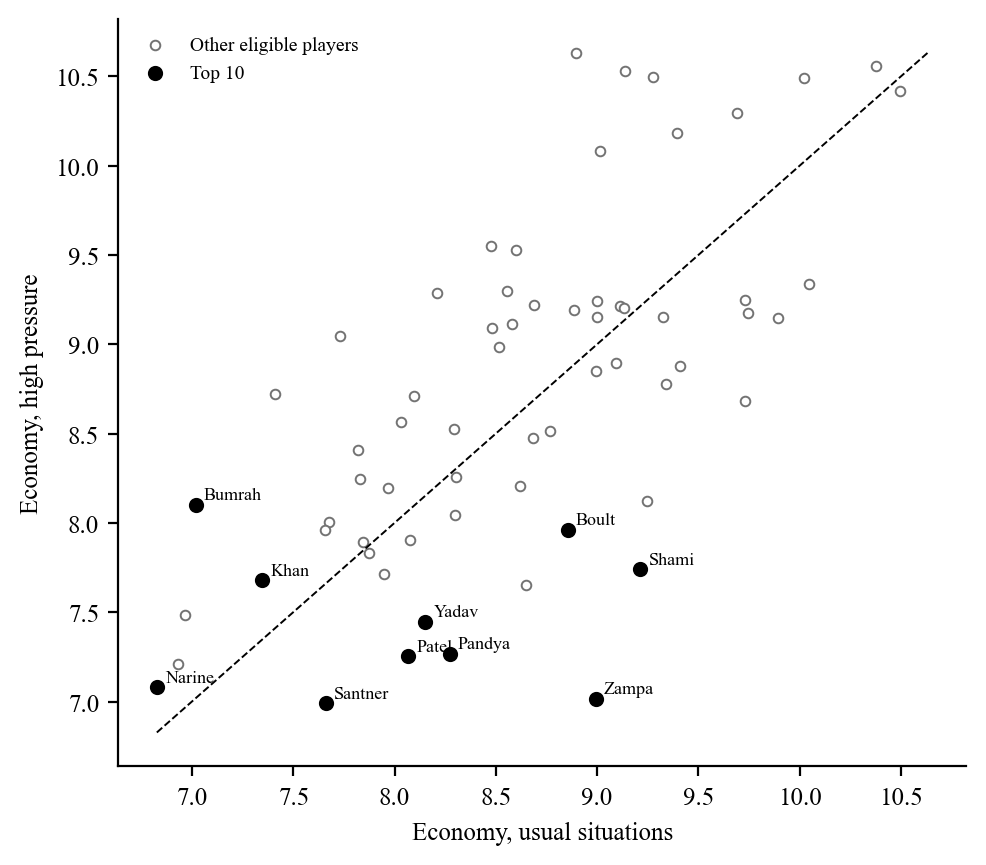 Other eligible players
Top 10
10.5
10.0
9.5
9.0
8.5
8.0
7.5
7.0
Economy, high pressure
Bumrah
Boult
Khan
Shami
Yadav
Patel
Pandya
Narine
Santner
Zampa
7.0 7.5 8.0 8.5 9.0 9.5 10.0 10.5
Economy, usual situations